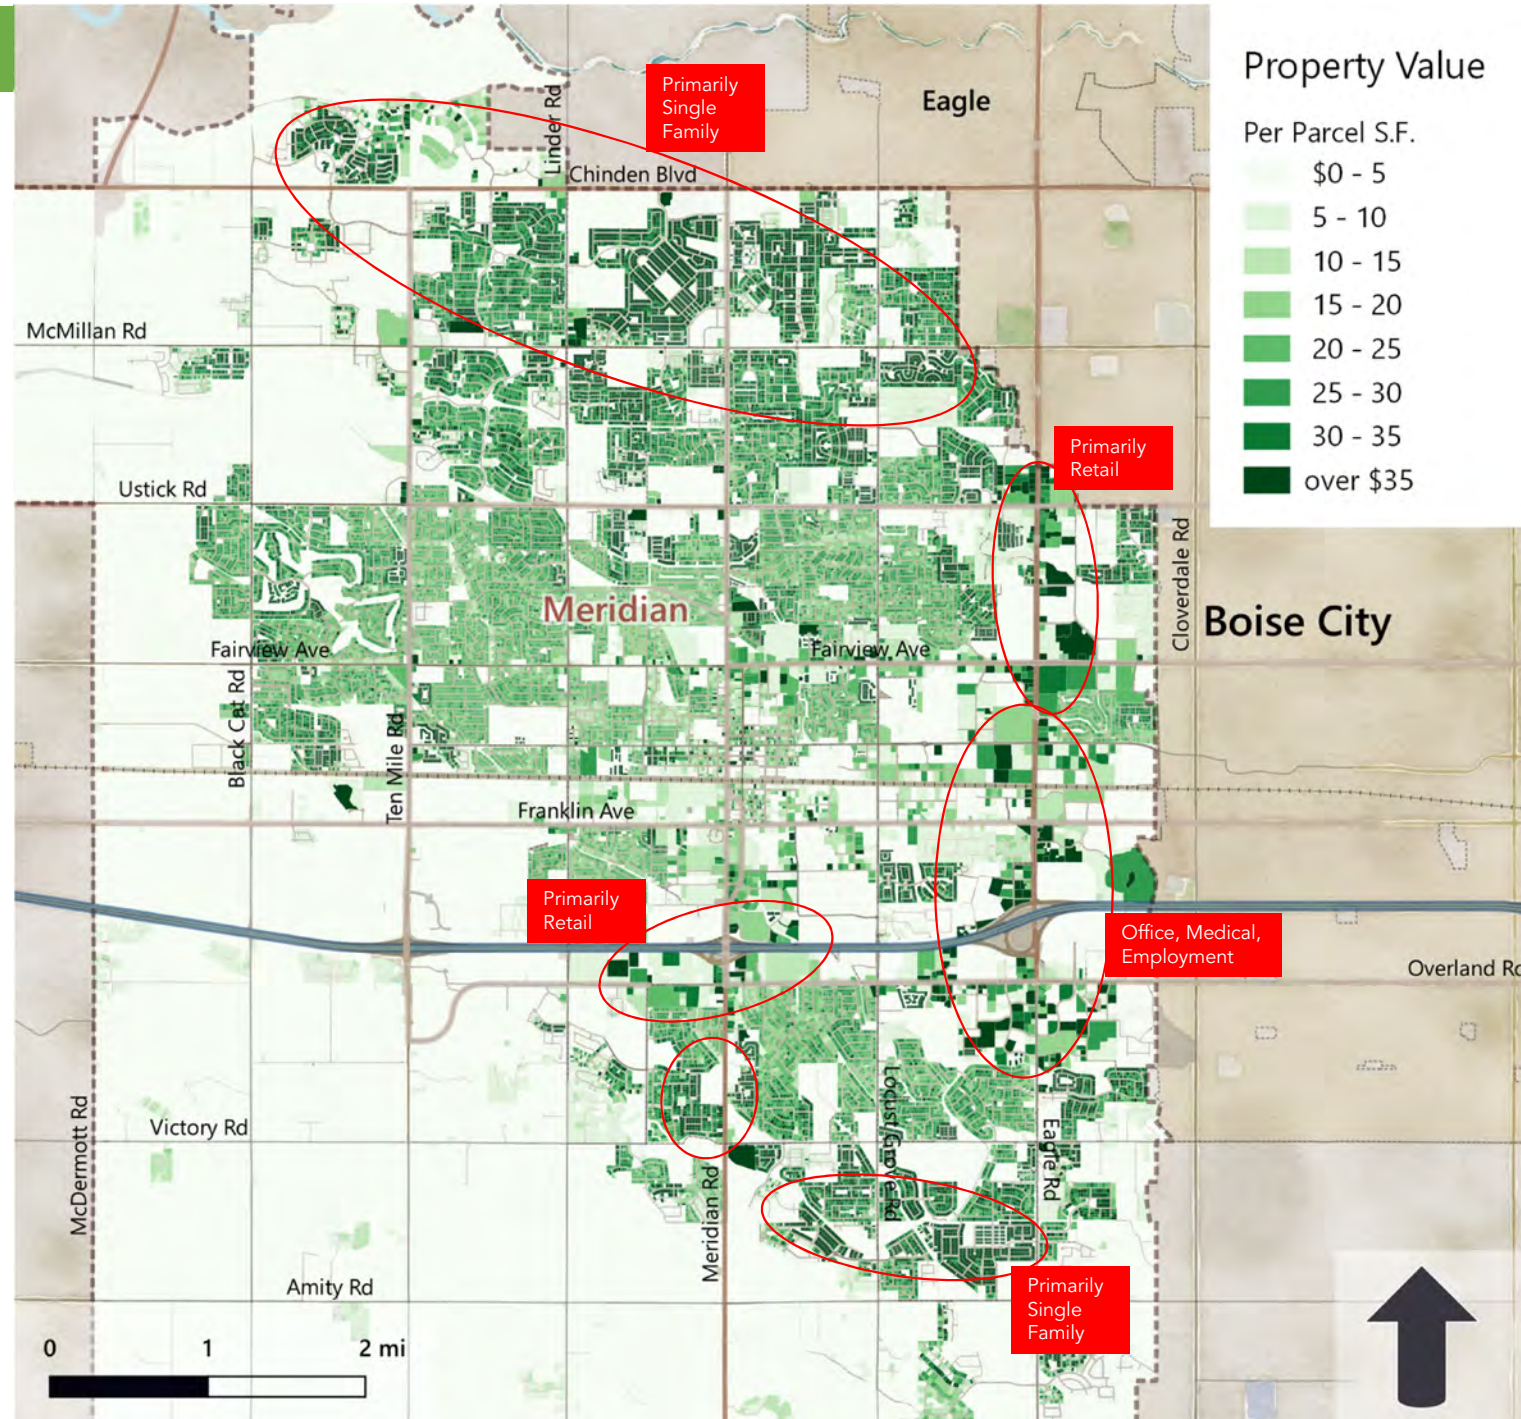 Property Value
Per Parcel S.F.
$0 - 5
5 - 10
10 - 15
15 - 20
20 - 25
25 - 30
30 - 35
over $35
Primarily
Single
Family
Eagle
Linder Rd
Chinden Blvd
McMillan Rd
Primarily
Retail
Ustick Rd
Cloverdale Rd
Meridian
Boise City
Fairview Ave
Fairview Ave
Black Cat Rd
Ten Mile Rd
Franklin Ave
Primarily
Retail
Office, Medical,
Employment
Overland Rd
McDermott Rd
Victory Rd
Locust Grove Rd
Eagle Rd
Meridian Rd
Amity Rd
Primarily
Single
Family
0 1 2 mi